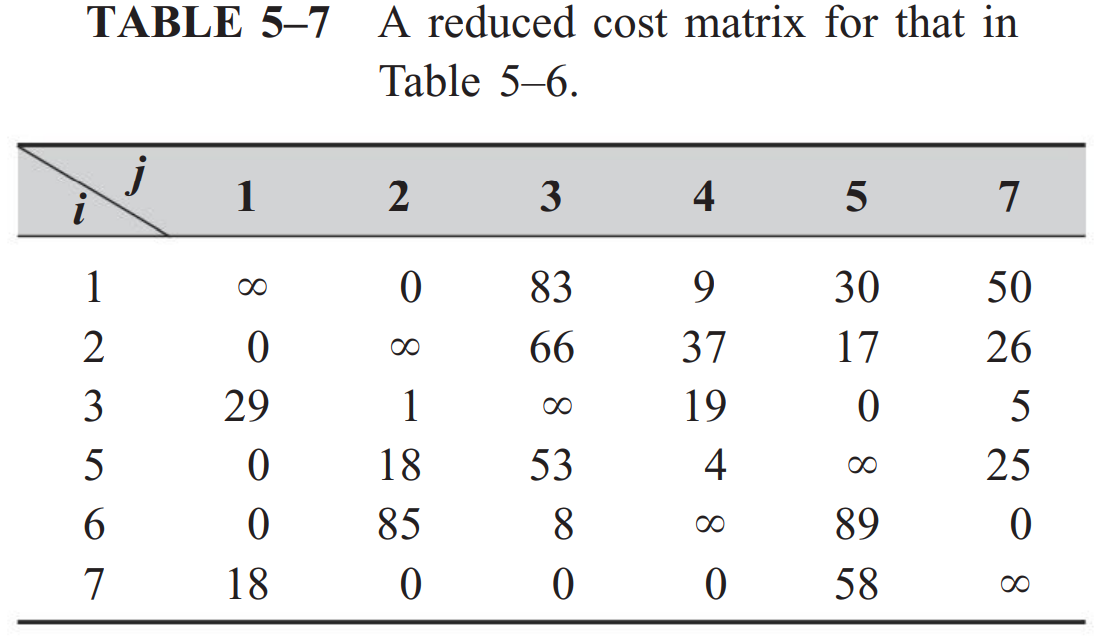 TABLE 5–7 A reduced cost matrix for that in
Table 5–6.
j
i 1 2 3 4 5 7
1 ∞ 0 83 9 30 50
2 0 ∞ 66 37 17 26
3 29 1 ∞ 19 0 5
5 0 18 53 4 ∞ 25
6 0 85 8 ∞ 89 0
7 18 0 0 0 58 ∞